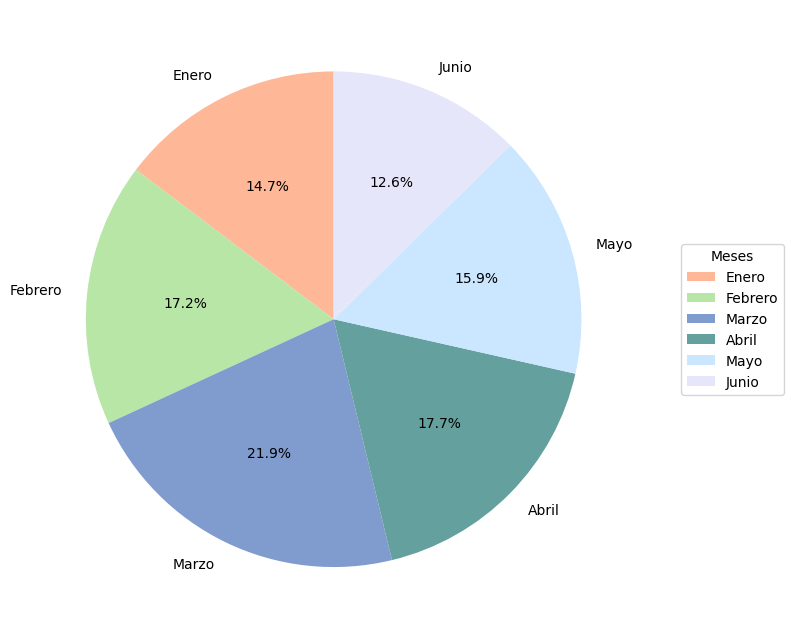 Junio
Enero
12.6%
14.7%
Mayo
15.9%
Febrero
17.2%
17.7%
21.9%
Abril
Marzo
Meses
Enero
Febrero
Marzo
Abril
Mayo
Junio